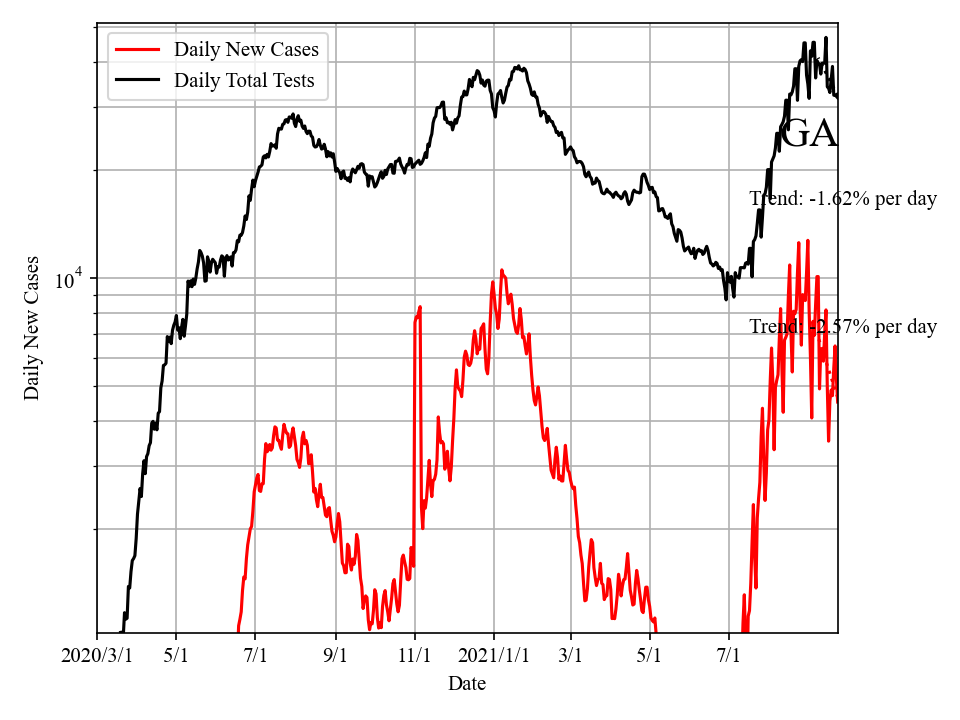 Daily New Cases
Daily Total Tests
GA
Trend: -1.62% per day
Trend: -2.57% per day
10^4
Daily New Cases
2020/3/1 5/1 7/1 9/1 11/1 2021/1/1 3/1 5/1 7/1
Date